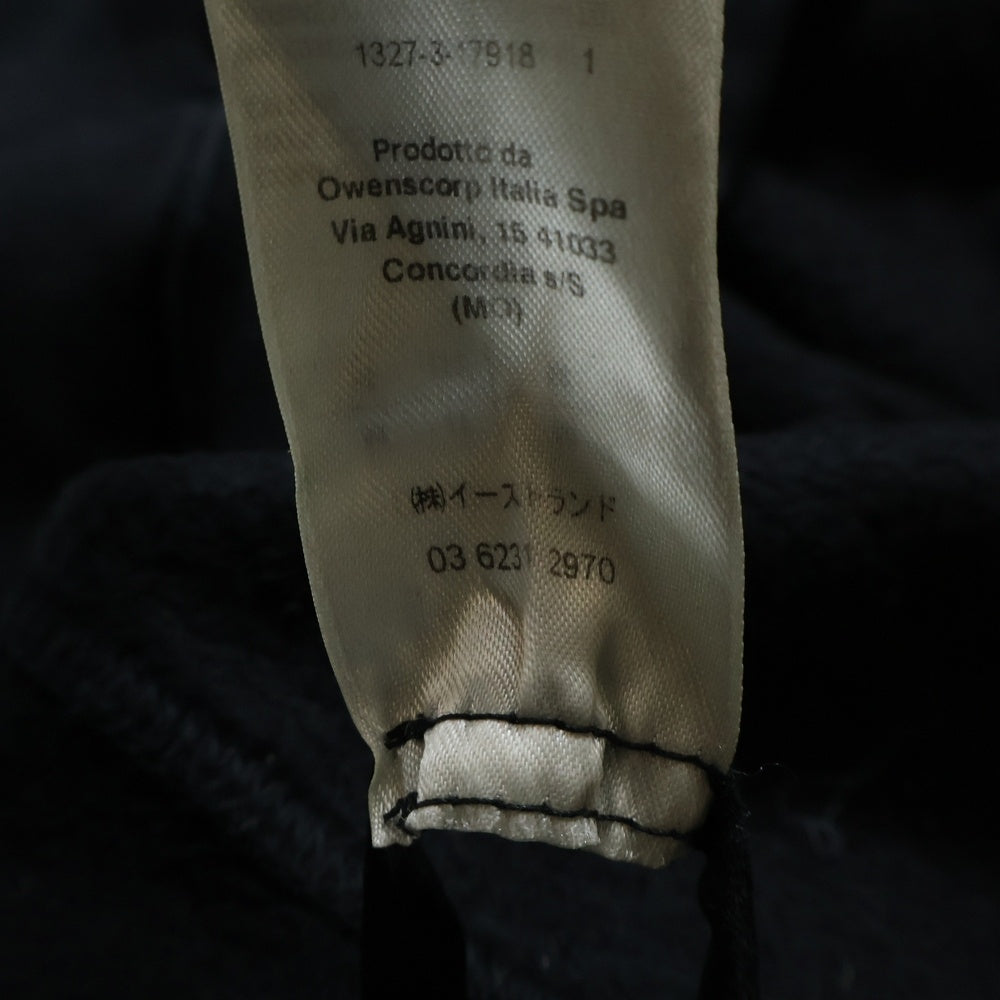 1327-3-17918 1
Prodotto da
Owenscorp Italia Spa
Via Agnini, 15 41033
Concordia s/S
(MO)
㈱イーストランド
03 6231 2970